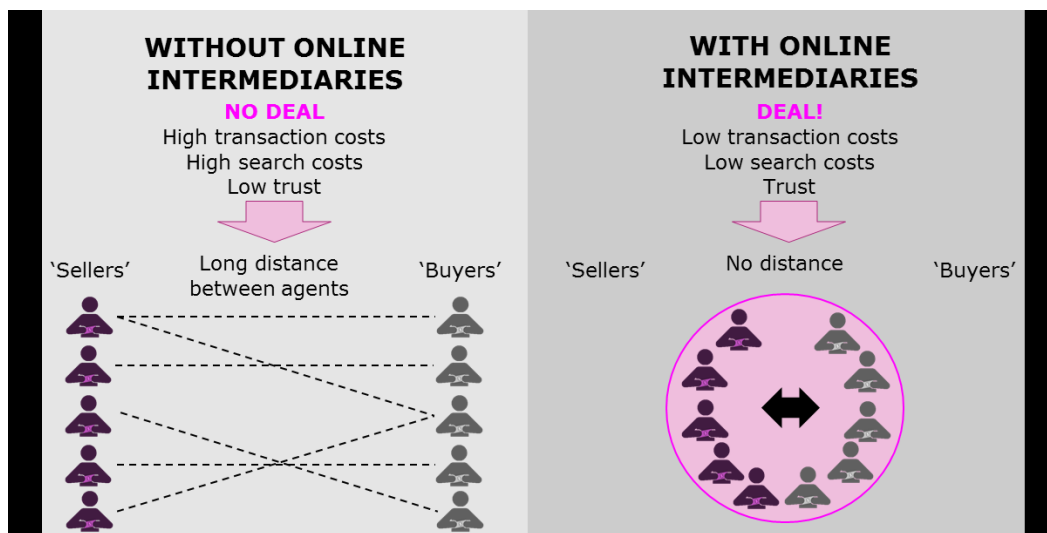 WITHOUT ONLINE
INTERMEDIARIES
NO DEAL
High transaction costs
High search costs
Low trust
‘Sellers’
Long distance
between agents
‘Buyers’
WITH ONLINE
INTERMEDIARIES
DEAL!
Low transaction costs
Low search costs
Trust
‘Sellers’
No distance
‘Buyers’